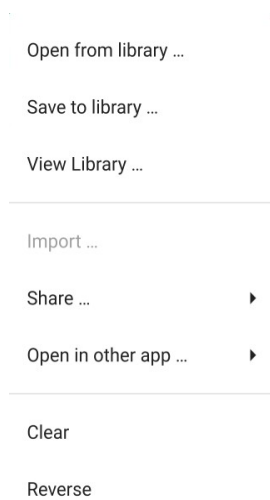 Open from library ...
Save to library ...
View Library ...
Import ...
Share ...
Open in other app ...
Clear
Reverse